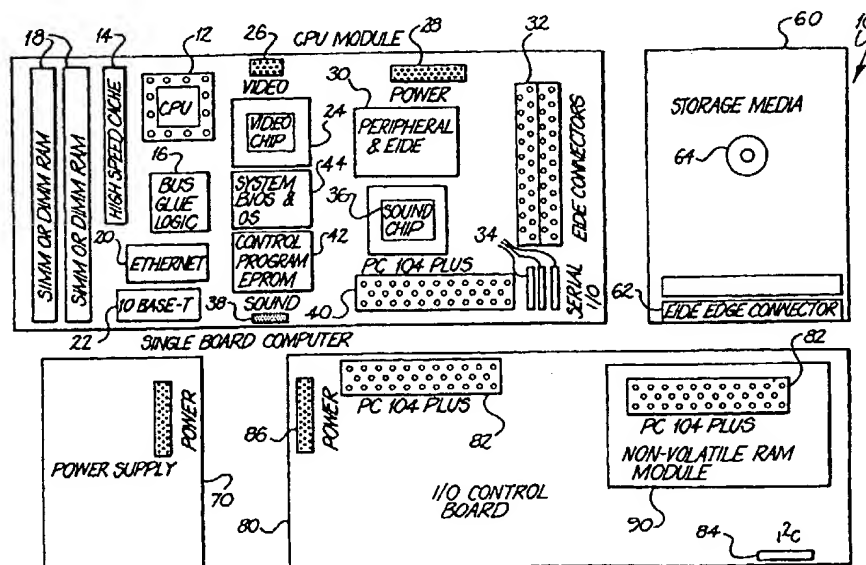 18
14
12
26
CPU MODULE
28
32
60
10
SIMM OR DIMM RAM
SIMM OR DIMM RAM
HIGH SPEED CACHE
CPU
VIDEO
VIDEO
CHIP
24
30
POWER
PERIPHERAL
& EIDE
EIDE CONNECTORS
STORAGE MEDIA
64
16
BUS
GLUE
LOGIC
SYSTEM
BIOS &
OS
44
36
SOUND
CHIP
20
ETHERNET
CONTROL
PROGRAM
EPROM
42
34
PC 104 PLUS
SERIAL
I/O
10 BASE-T
38
SOUND
40
62
EIDE EDGE CONNECTOR
22
SINGLE BOARD COMPUTER
82
POWER
86
POWER
PC 104 PLUS
82
PC 104 PLUS
NON-VOLATILE RAM
MODULE
POWER SUPPLY
70
80
I/O CONTROL
BOARD
90
84
I²C